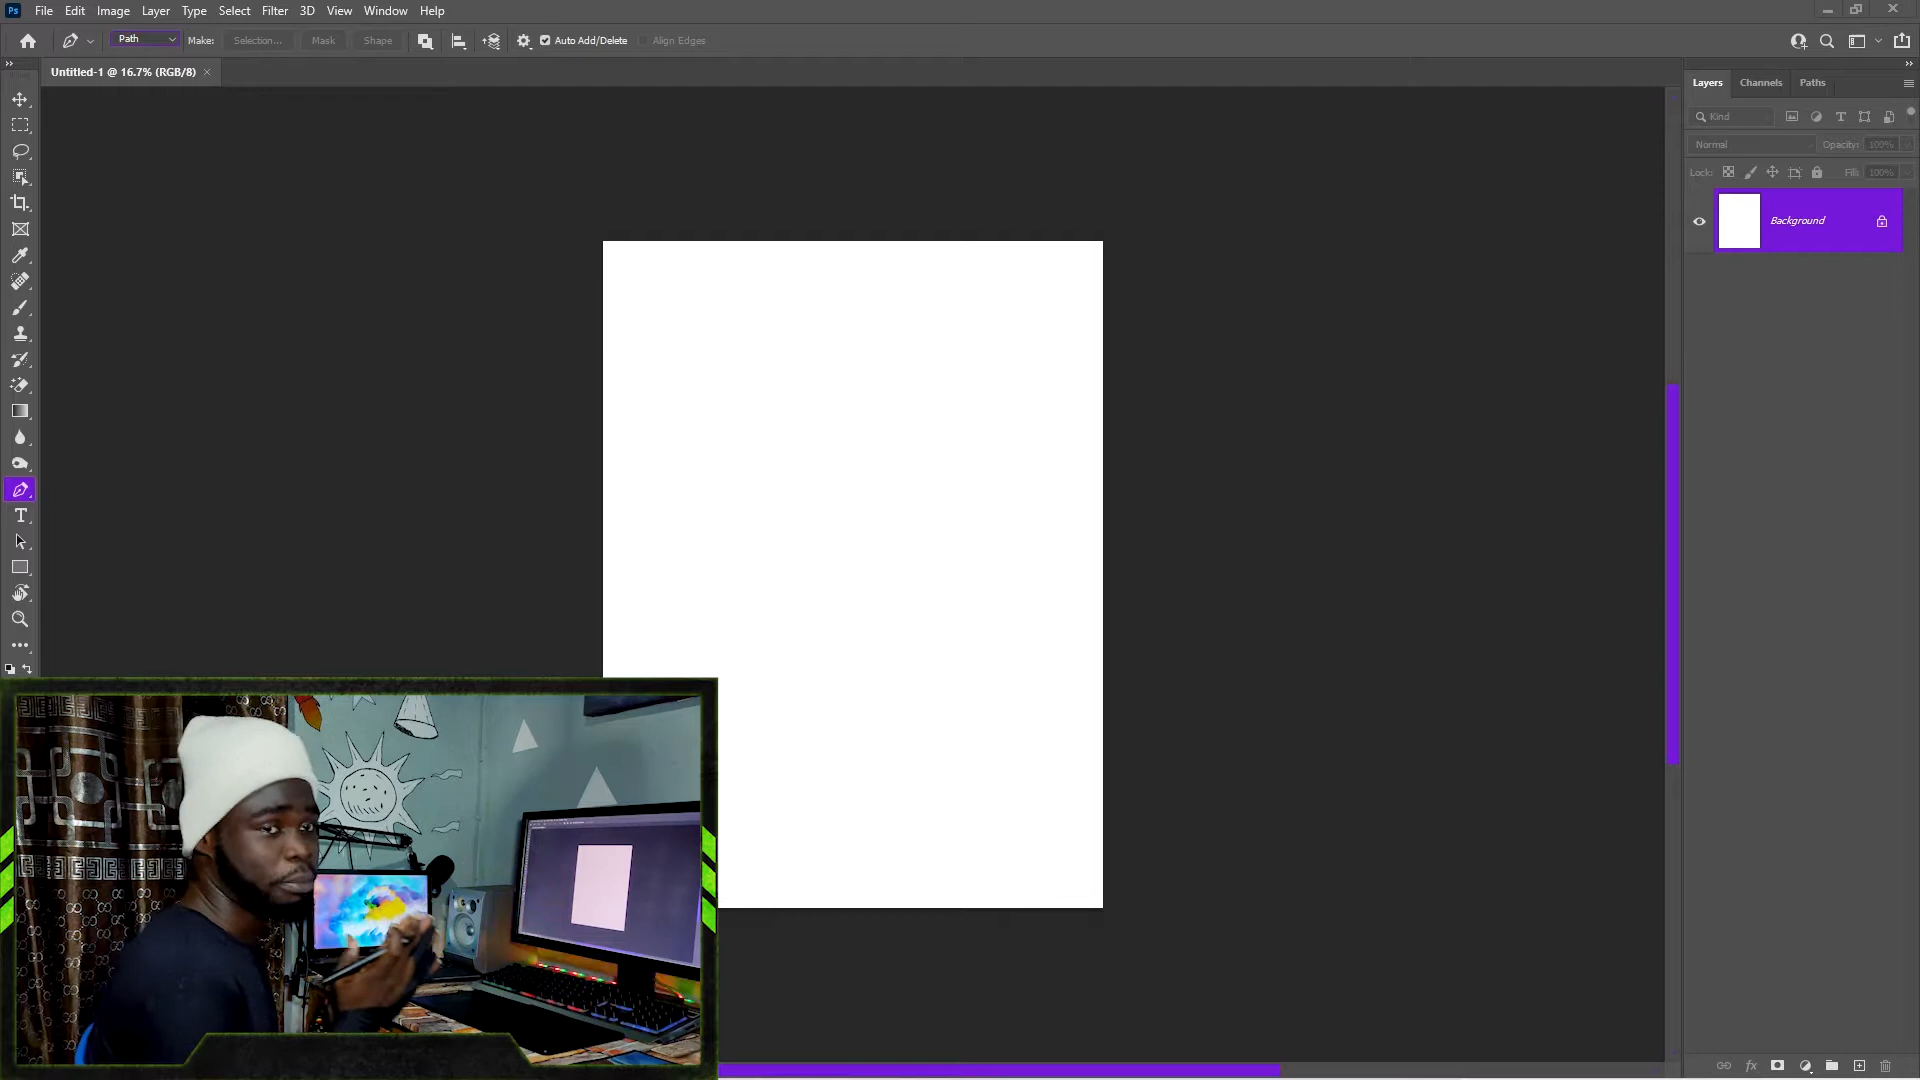 Ps File Edit Image Layer Type Select Filter 3D View Window Help
Path Make: Selection... Mask Shape Auto Add/Delete Align Edges
Untitled-1 @ 16.7% (RGB/8) ×
Layers Channels Paths
Kind
Normal Opacity: 100%
Lock: Fill: 100%
Background
fx